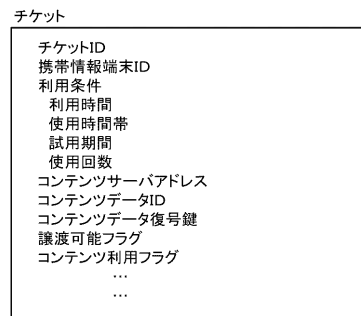 チケット
チケットID
携帯情報端末ID
利用条件
利用時間
使用時間帯
試用期間
使用回数
コンテンツサーバアドレス
コンテンツデータID
コンテンツデータ復号鍵
譲渡可能フラグ
コンテンツ利用フラグ
…
…